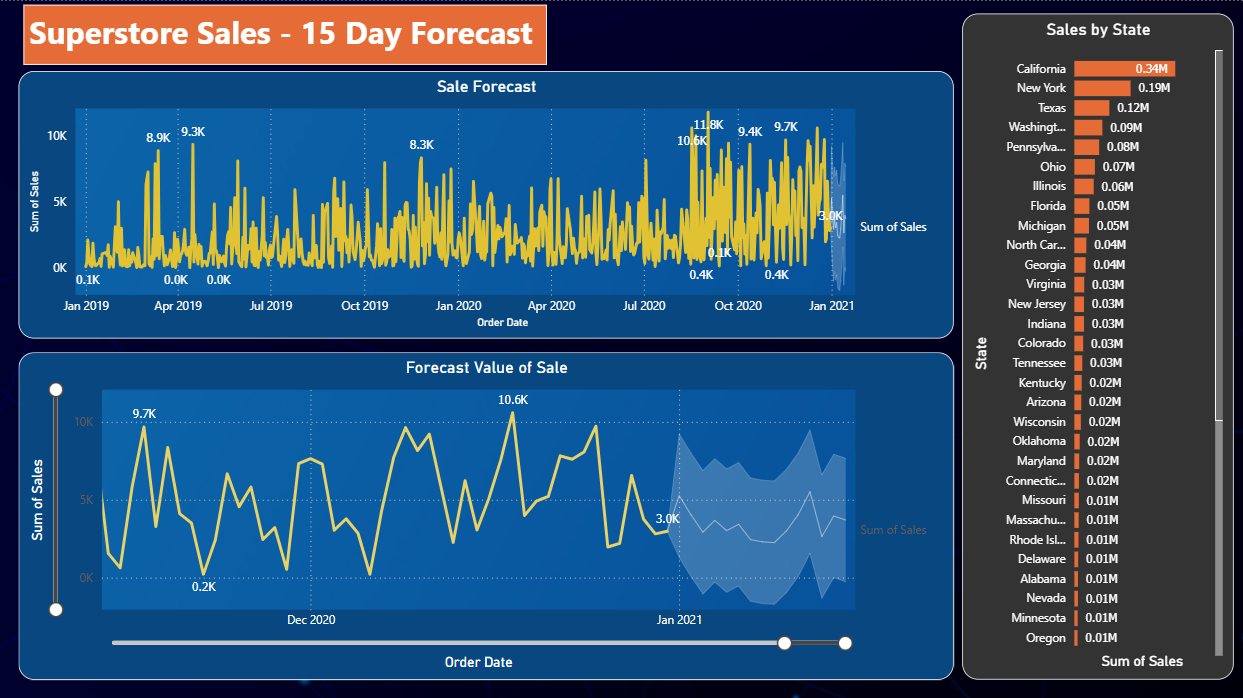 Superstore Sales - 15 Day Forecast
Sale Forecast
Sum of Sales
10K
5K
0K
0.1K
8.9K
0.0K
9.3K
0.0K
8.3K
10.6K
11.8K
0.4K
0.1K
9.4K
0.4K
9.7K
3.0K
Sum of Sales
Jan 2019
Apr 2019
Jul 2019
Oct 2019
Jan 2020
Apr 2020
Jul 2020
Oct 2020
Jan 2021
Order Date
Forecast Value of Sale
Sum of Sales
10K
5K
0K
9.7K
0.2K
10.6K
3.0K
Sum of Sales
Dec 2020
Jan 2021
Order Date
Sales by State
State
California 0.34M
New York 0.19M
Texas 0.12M
Washingt... 0.09M
Pennsylva... 0.08M
Ohio 0.07M
Illinois 0.06M
Florida 0.05M
Michigan 0.05M
North Car... 0.04M
Georgia 0.04M
Virginia 0.03M
New Jersey 0.03M
Indiana 0.03M
Colorado 0.03M
Tennessee 0.03M
Kentucky 0.02M
Arizona 0.02M
Wisconsin 0.02M
Oklahoma 0.02M
Maryland 0.02M
Connectic... 0.02M
Missouri 0.01M
Massachu... 0.01M
Rhode Isl... 0.01M
Delaware 0.01M
Alabama 0.01M
Nevada 0.01M
Minnesota 0.01M
Oregon 0.01M
Sum of Sales